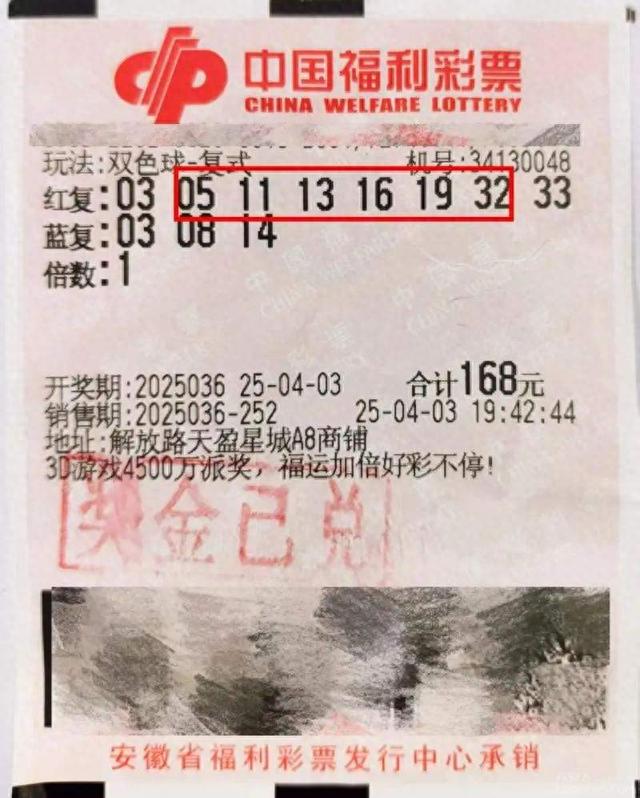 中国福利彩票
CHINA WELFARE LOTTERY
玩法:双色球-复式 机号:34130048
红复:03 05 11 13 16 19 32 33
蓝复:03 08 14
倍数:1
开奖期:2025036 25-04-03 合计168元
销售期:2025036-252 25-04-03 19:42:44
地址:解放路天盈星城A8商铺
3D游戏4500万派奖，福运加倍好彩不停!
奖金已兑
安徽省福利彩票发行中心承销